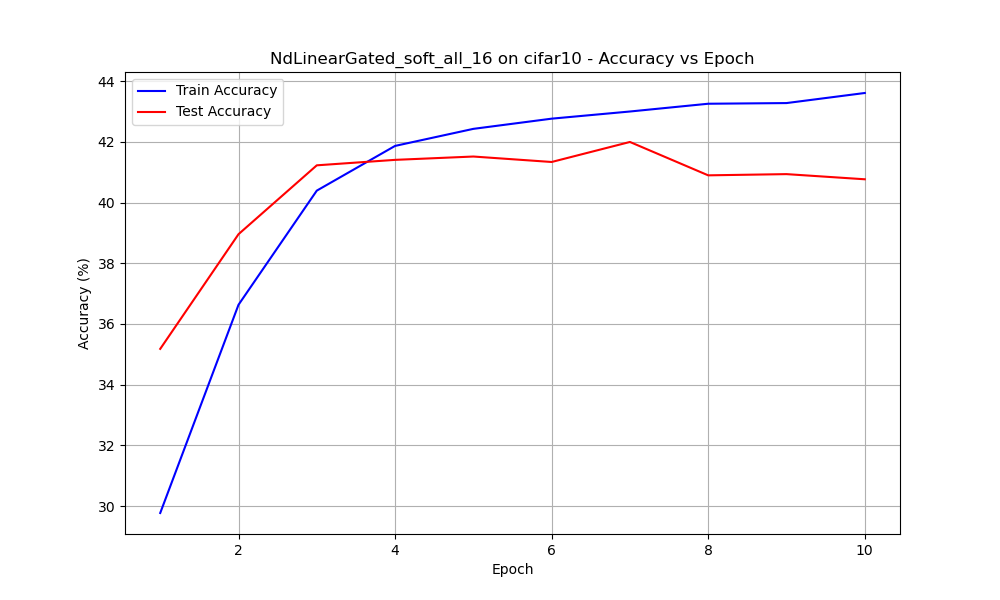 NdLinearGated_soft_all_16 on cifar10 - Accuracy vs Epoch
Train Accuracy
Test Accuracy
44
42
40
38
36
34
32
30
Accuracy (%)
2 4 6 8 10
Epoch